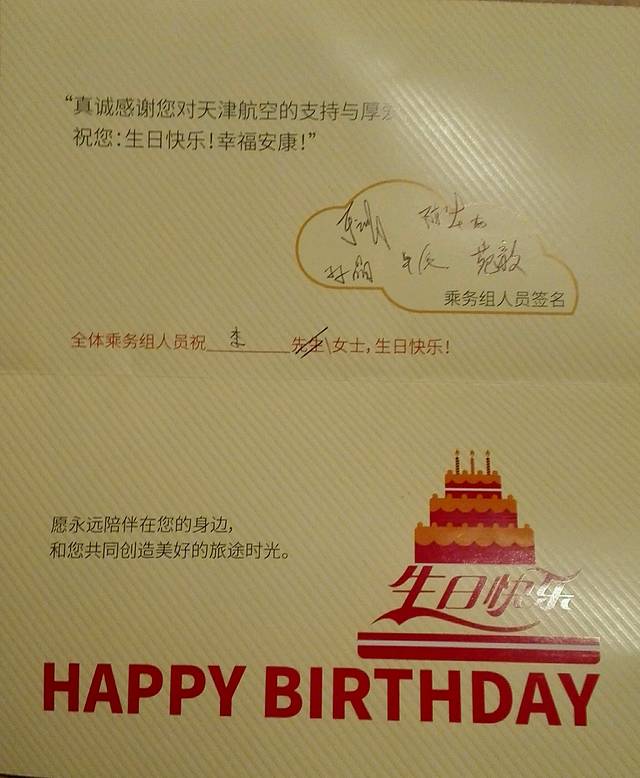 “真诚感谢您对天津航空的支持与厚爱
祝您:生日快乐!幸福安康!”
苑毅
乘务组人员签名
全体乘务组人员祝 李 先生\女士,生日快乐!
愿永远陪伴在您的身边,
和您共同创造美好的旅途时光。
生日快乐
HAPPY BIRTHDAY